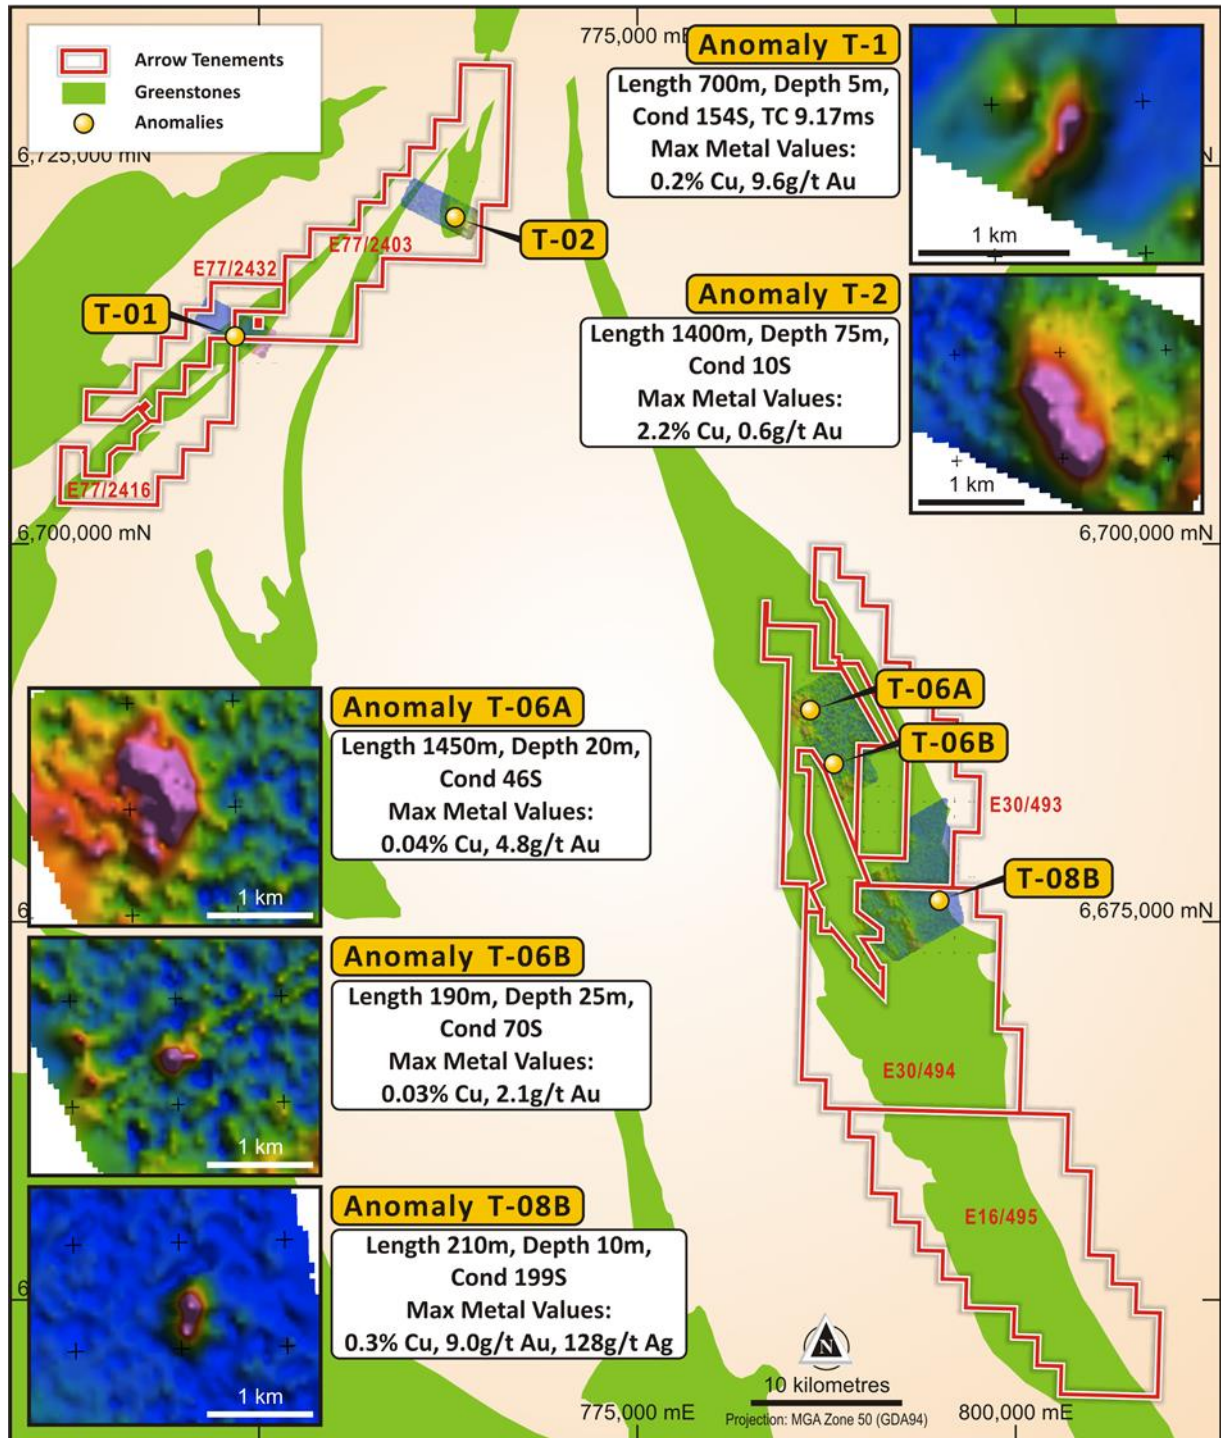 Arrow Tenements
Greenstones
Anomalies
775,000 mE
6,725,000 mN
N
Anomaly T-1
Length 700m, Depth 5m,
Cond 154S, TC 9.17ms
Max Metal Values:
0.2% Cu, 9.6g/t Au
1 km
T-02
E77/2403
E77/2432
T-01
E77/2416
Anomaly T-2
Length 1400m, Depth 75m,
Cond 10S
Max Metal Values:
2.2% Cu, 0.6g/t Au
1 km
6,700,000 mN
6,700,000 mN
T-06A
T-06B
E30/493
T-08B
6,675,000 mN
E30/494
E16/495
Anomaly T-06A
Length 1450m, Depth 20m,
Cond 46S
Max Metal Values:
0.04% Cu, 4.8g/t Au
1 km
6
Anomaly T-06B
Length 190m, Depth 25m,
Cond 70S
Max Metal Values:
0.03% Cu, 2.1g/t Au
1 km
Anomaly T-08B
Length 210m, Depth 10m,
Cond 199S
Max Metal Values:
0.3% Cu, 9.0g/t Au, 128g/t Ag
1 km
6
N
10 kilometres
Projection: MGA Zone 50 (GDA94)
775,000 mE
800,000 mE